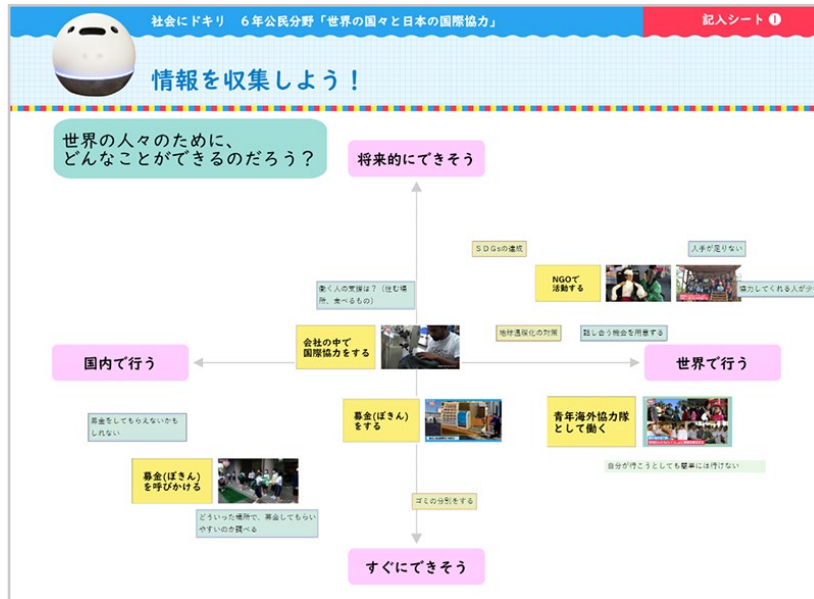 社会にドキリ 6年公民分野「世界の国々と日本の国際協力」
記入シート❶
情報を収集しよう！
世界の人々のために、
どんなことができるのだろう？
将来的にできそう
SDGsの達成
人手が足りない
NGOで
活動する
働く人の支援は？（住む場
所、食べるもの）
協力してくれる人が少
会社の中で
国際協力をする
地球温暖化の対策
話し合う機会を用意する
国内で行う
世界で行う
募金(ぼきん)
をする
青年海外協力隊
として働く
募金をしてもらえないかも
しれない
募金(ぼきん)
を呼びかける
自分が行こうとしても簡単には行けない
ゴミの分別をする
どういった場所で、募金してもらい
やすいのか調べる
すぐにできそう